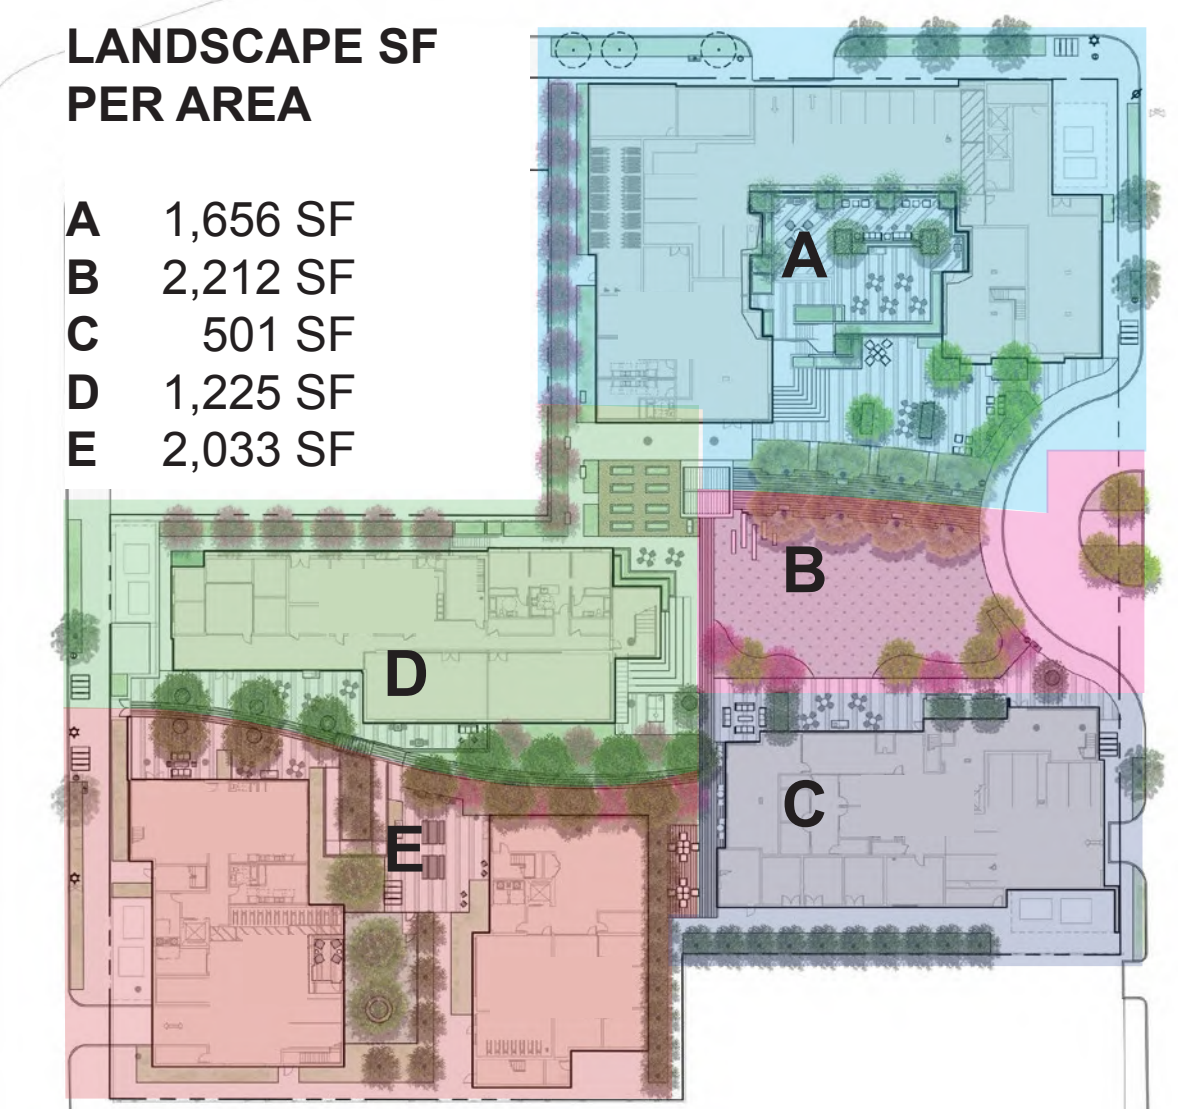 LANDSCAPE SF
PER AREA
A 1,656 SF
B 2,212 SF
C 501 SF
D 1,225 SF
E 2,033 SF
A
B
D
C
E